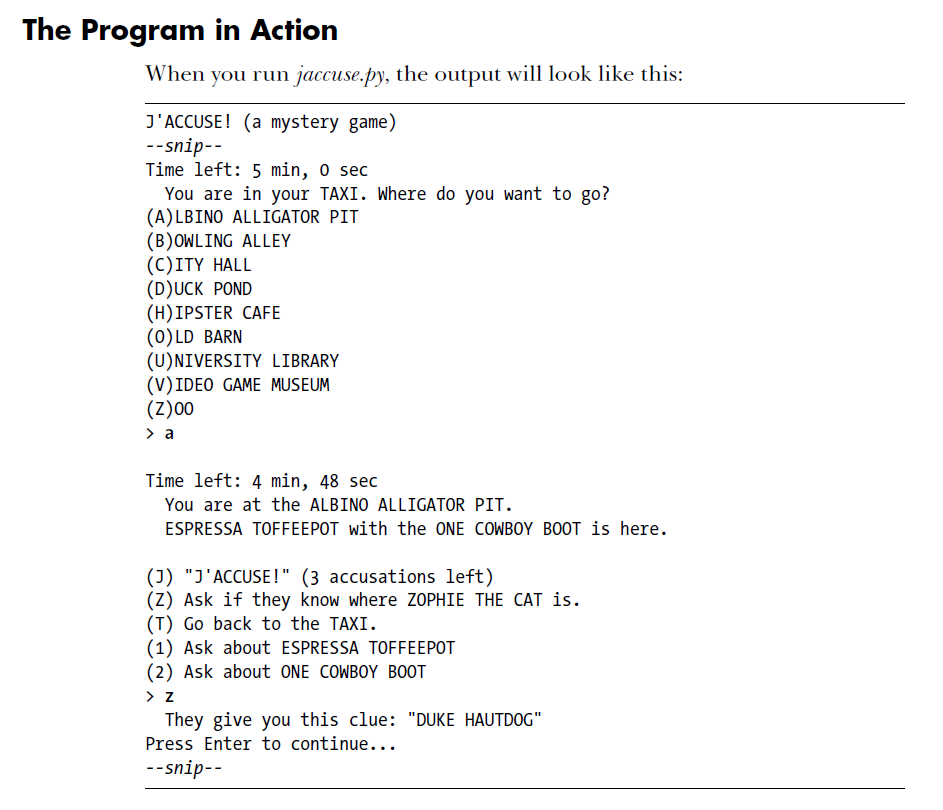 The Program in Action
When you run jaccuse.py, the output will look like this:
J'ACCUSE! (a mystery game)
--snip--
Time left: 5 min, 0 sec
  You are in your TAXI. Where do you want to go?
(A)LBINO ALLIGATOR PIT
(B)OWLING ALLEY
(C)ITY HALL
(D)UCK POND
(H)IPSTER CAFE
(O)LD BARN
(U)NIVERSITY LIBRARY
(V)IDEO GAME MUSEUM
(Z)OO
> a
Time left: 4 min, 48 sec
  You are at the ALBINO ALLIGATOR PIT.
  ESPRESSA TOFFEEPOT with the ONE COWBOY BOOT is here.
(J) "J'ACCUSE!" (3 accusations left)
(Z) Ask if they know where ZOPHIE THE CAT is.
(T) Go back to the TAXI.
(1) Ask about ESPRESSA TOFFEEPOT
(2) Ask about ONE COWBOY BOOT
> z
  They give you this clue: "DUKE HAUTDOG"
Press Enter to continue...
--snip--